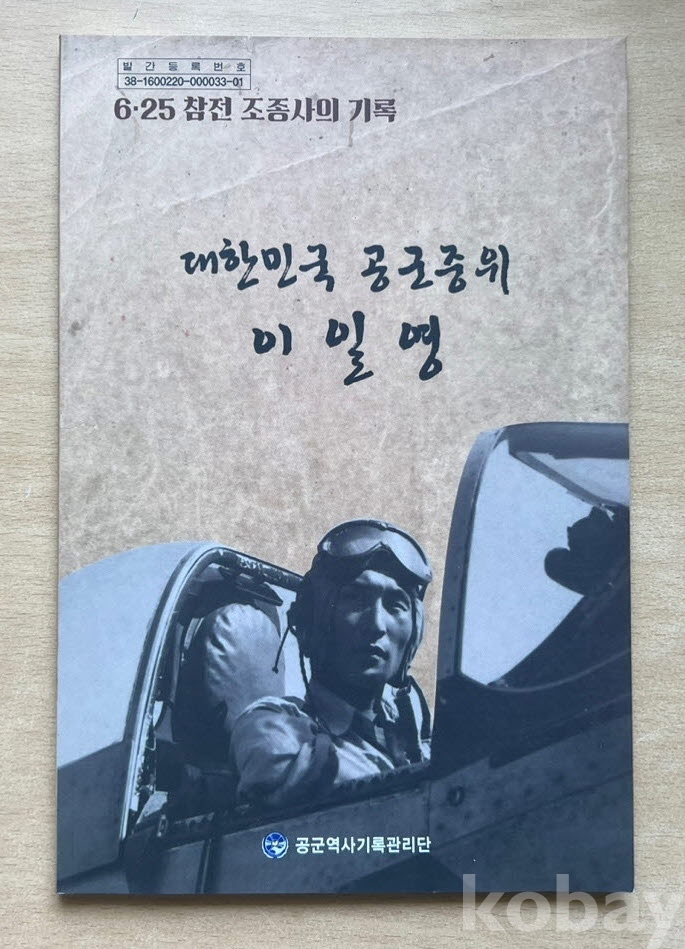 발간등록번호
38-1600220-000033-01
6·25 참전 조종사의 기록
대한민국 공군중위
이일영
공군역사기록관리단
kobay